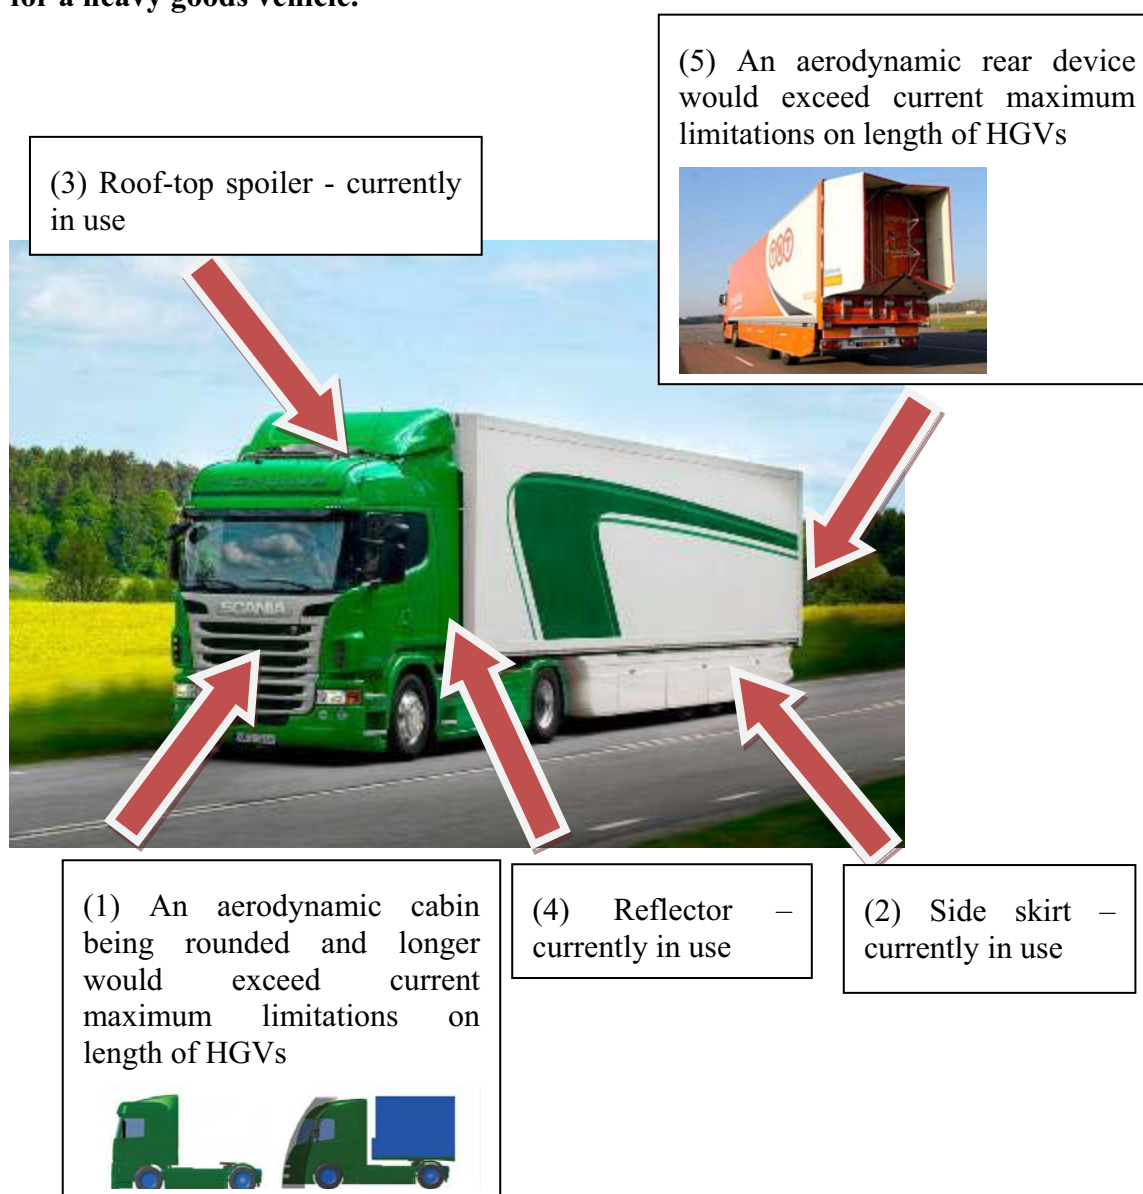 for a heavy goods vehicle.
(5) An aerodynamic rear device
would exceed current maximum
limitations on length of HGVs
(3) Roof-top spoiler - currently
in use
TNT
SCANIA
(1) An aerodynamic cabin
being rounded and longer
would exceed current
maximum limitations on
length of HGVs
(4) Reflector –
currently in use
(2) Side skirt –
currently in use